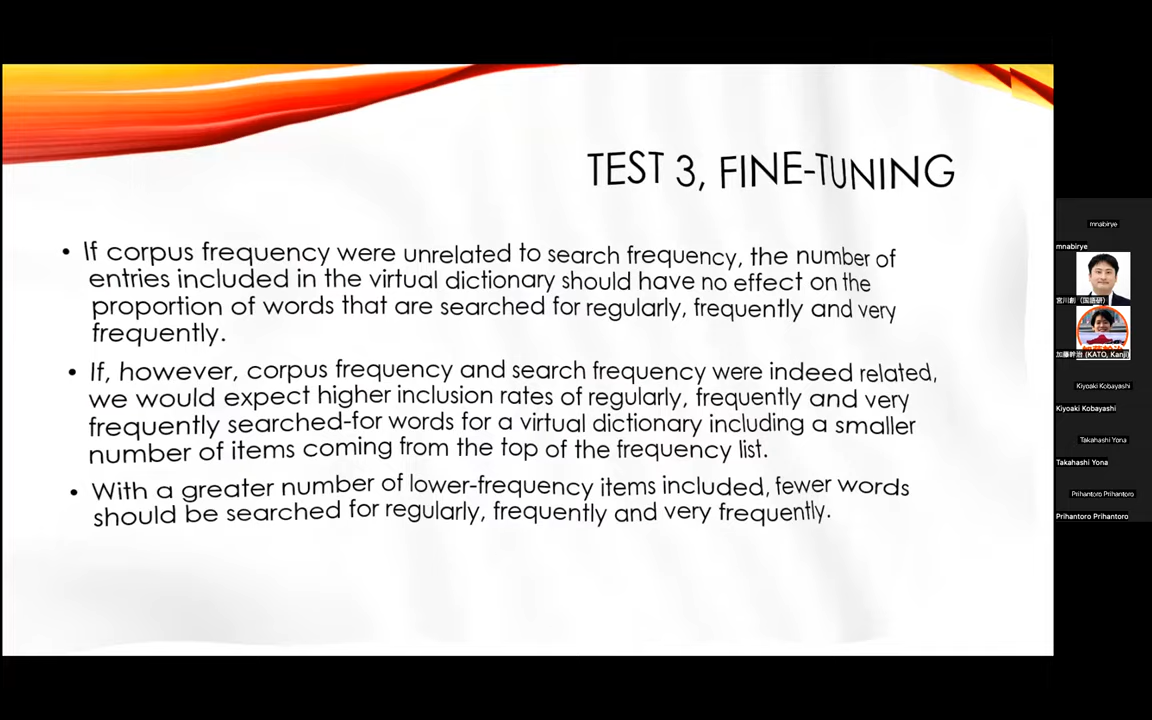 TEST 3, FINE-TUNING
• If corpus frequency were unrelated to search frequency, the number of
entries included in the virtual dictionary should have no effect on the
proportion of words that are searched for regularly, frequently and very
frequently.
• If, however, corpus frequency and search frequency were indeed related,
we would expect higher inclusion rates of regularly, frequently and very
frequently searched-for words for a virtual dictionary including a smaller
number of items coming from the top of the frequency list.
• With a greater number of lower-frequency items included, fewer words
should be searched for regularly, frequently and very frequently.
mnabirye
mnabirye
宮川創（国語研）
加藤幹治 (KATO, Kanji)
Kiyoaki Kobayashi
Kiyoaki Kobayashi
Takahashi Yona
Takahashi Yona
Prihantoro Prihantoro
Prihantoro Prihantoro